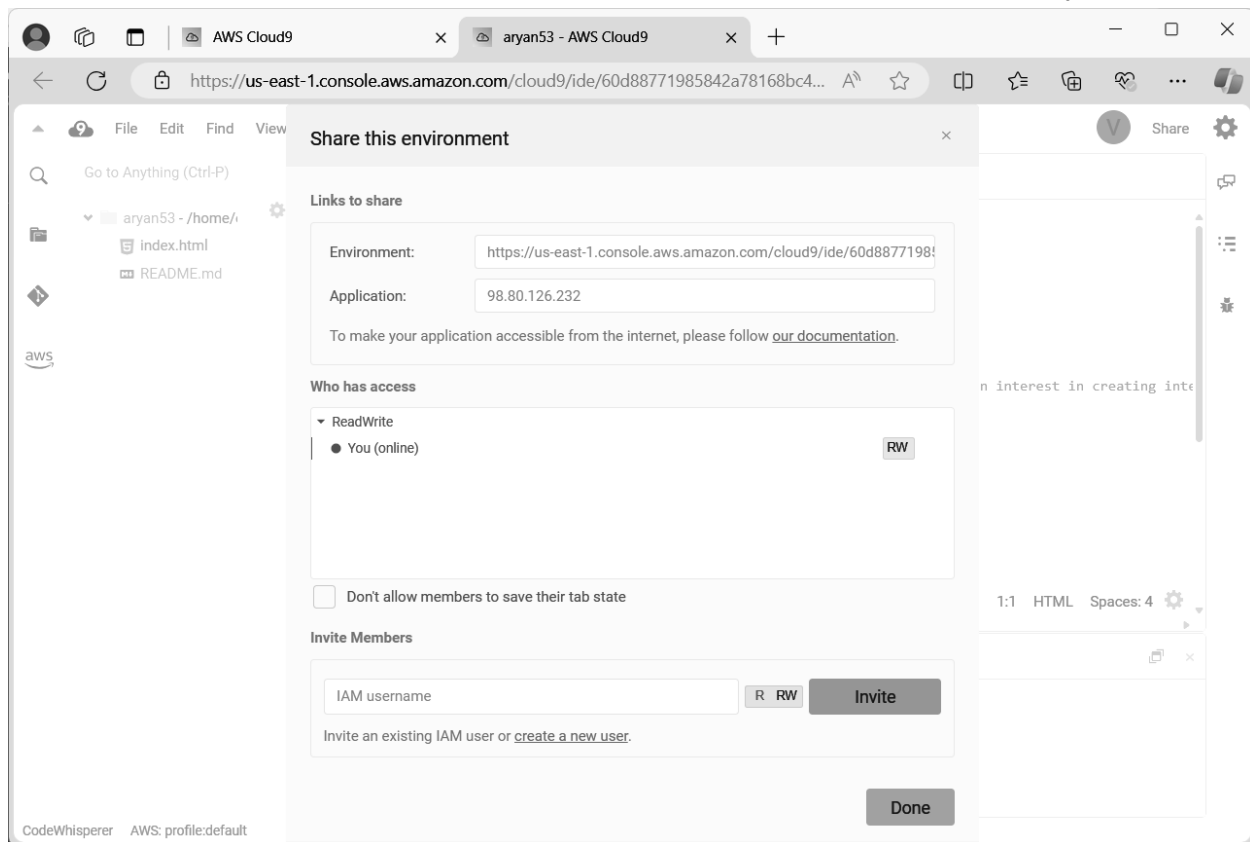 AWS Cloud9
aryan53 - AWS Cloud9
https://us-east-1.console.aws.amazon.com/cloud9/ide/60d88771985842a78168bc4...
9 File Edit Find View
Share this environment
V Share
Go to Anything (Ctrl-P)
aryan53 - /home/
index.html
README.md
aws
Links to share
Environment: https://us-east-1.console.aws.amazon.com/cloud9/ide/60d88771985
Application: 98.80.126.232
To make your application accessible from the internet, please follow our documentation.
Who has access
ReadWrite
You (online) RW
n interest in creating inte
Don't allow members to save their tab state
1:1 HTML Spaces: 4
Invite Members
IAM username R RW Invite
Invite an existing IAM user or create a new user.
Done
CodeWhisperer AWS: profile:default